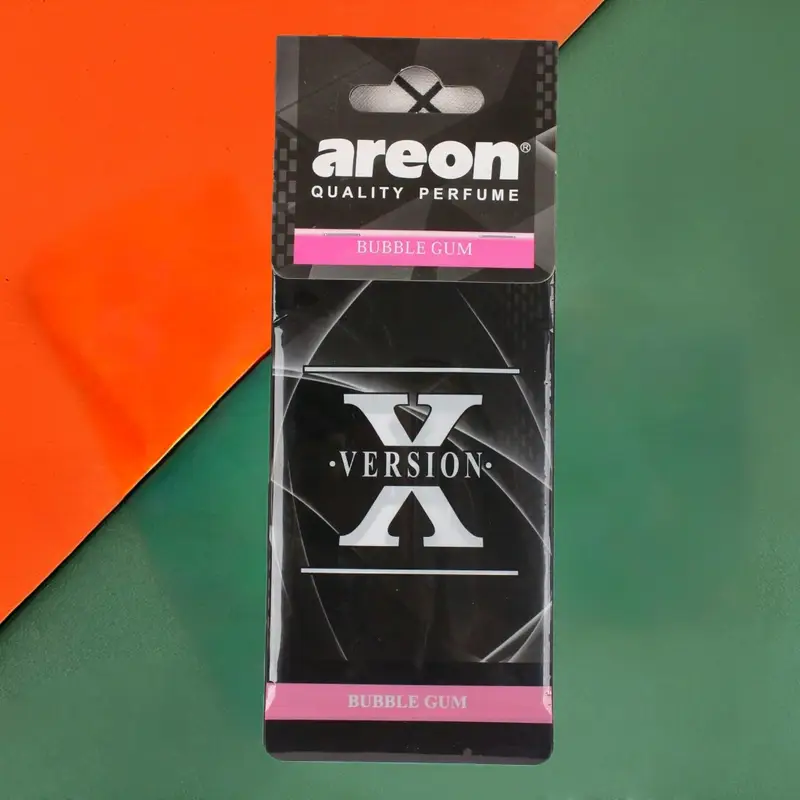 areon®
QUALITY PERFUME
BUBBLE GUM
X
·VERSION·
BUBBLE GUM